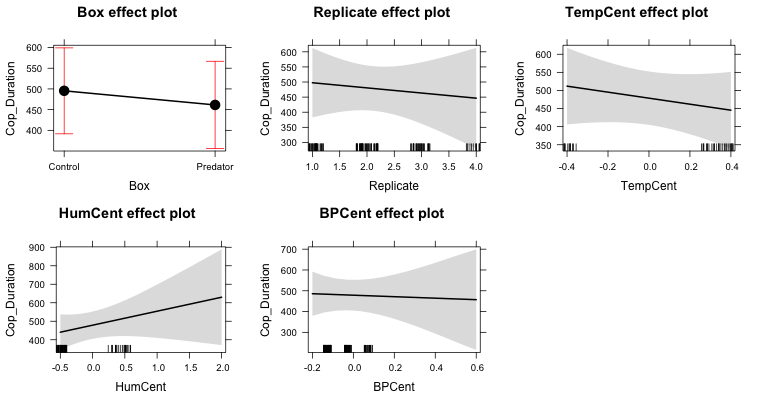 Box effect plot
Cop_Duration
600
550
500
450
400
Control
Predator
Box
Replicate effect plot
Cop_Duration
600
550
500
450
400
350
300
1.0 1.5 2.0 2.5 3.0 3.5 4.0
Replicate
TempCent effect plot
Cop_Duration
600
550
500
450
400
350
-0.4 -0.2 0.0 0.2 0.4
TempCent
HumCent effect plot
Cop_Duration
900
800
700
600
500
400
-0.5 0.0 0.5 1.0 1.5 2.0
HumCent
BPCent effect plot
Cop_Duration
700
600
500
400
300
-0.2 0.0 0.2 0.4 0.6
BPCent